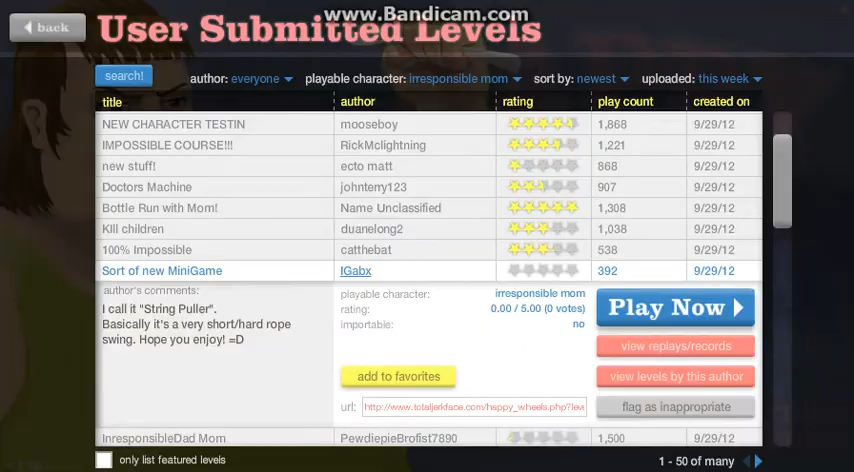 www.Bandicam.com
back
User Submitted Levels
search!
author: everyone
playable character: irresponsible mom
sort by: newest
uploaded: this week
title author rating play count created on
NEW CHARACTER TESTIN mooseboy 1,868 9/29/12
IMPOSSIBLE COURSE!!! RickMclightning 1,221 9/29/12
new stuff! ecto matt 868 9/29/12
Doctors Machine johnterry123 907 9/29/12
Bottle Run with Mom! Name Unclassified 1,308 9/29/12
KIll children duanelong2 1,038 9/29/12
100% Impossible catthebat 538 9/29/12
Sort of new MiniGame IGabx 392 9/29/12
author's comments:
I call it "String Puller".
Basically it's a very short/hard rope
swing. Hope you enjoy! =D
playable character: irresponsible mom
rating: 0.00 / 5.00 (0 votes)
importable: no
add to favorites
url: http://www.totaljerkface.com/happy_wheels.php?leve
Play Now
view replays/records
view levels by this author
flag as inappropriate
InresponsibleDad Mom PewdiepieBrofist7890 1,500 9/29/12
only list featured levels
1 - 50 of many